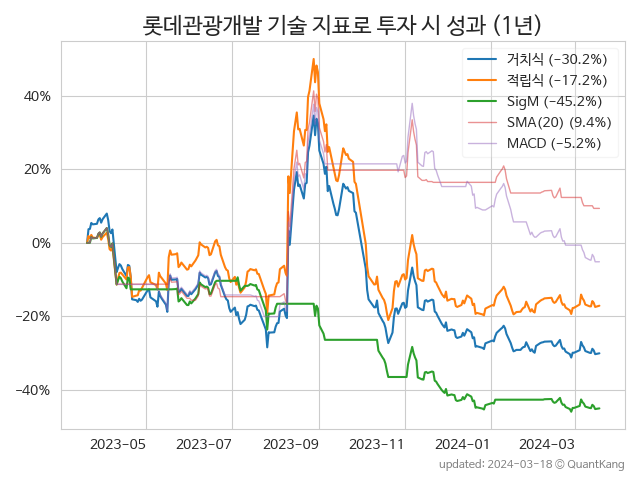 롯데관광개발 기술 지표로 투자 시 성과 (1년)
거치식 (−30.2%)
적립식 (−17.2%)
SigM (−45.2%)
SMA(20) (9.4%)
MACD (−5.2%)
40%
20%
0%
−20%
−40%
2023−05 2023−07 2023−09 2023−11 2024−01 2024−03
updated: 2024−03−18 © QuantKang